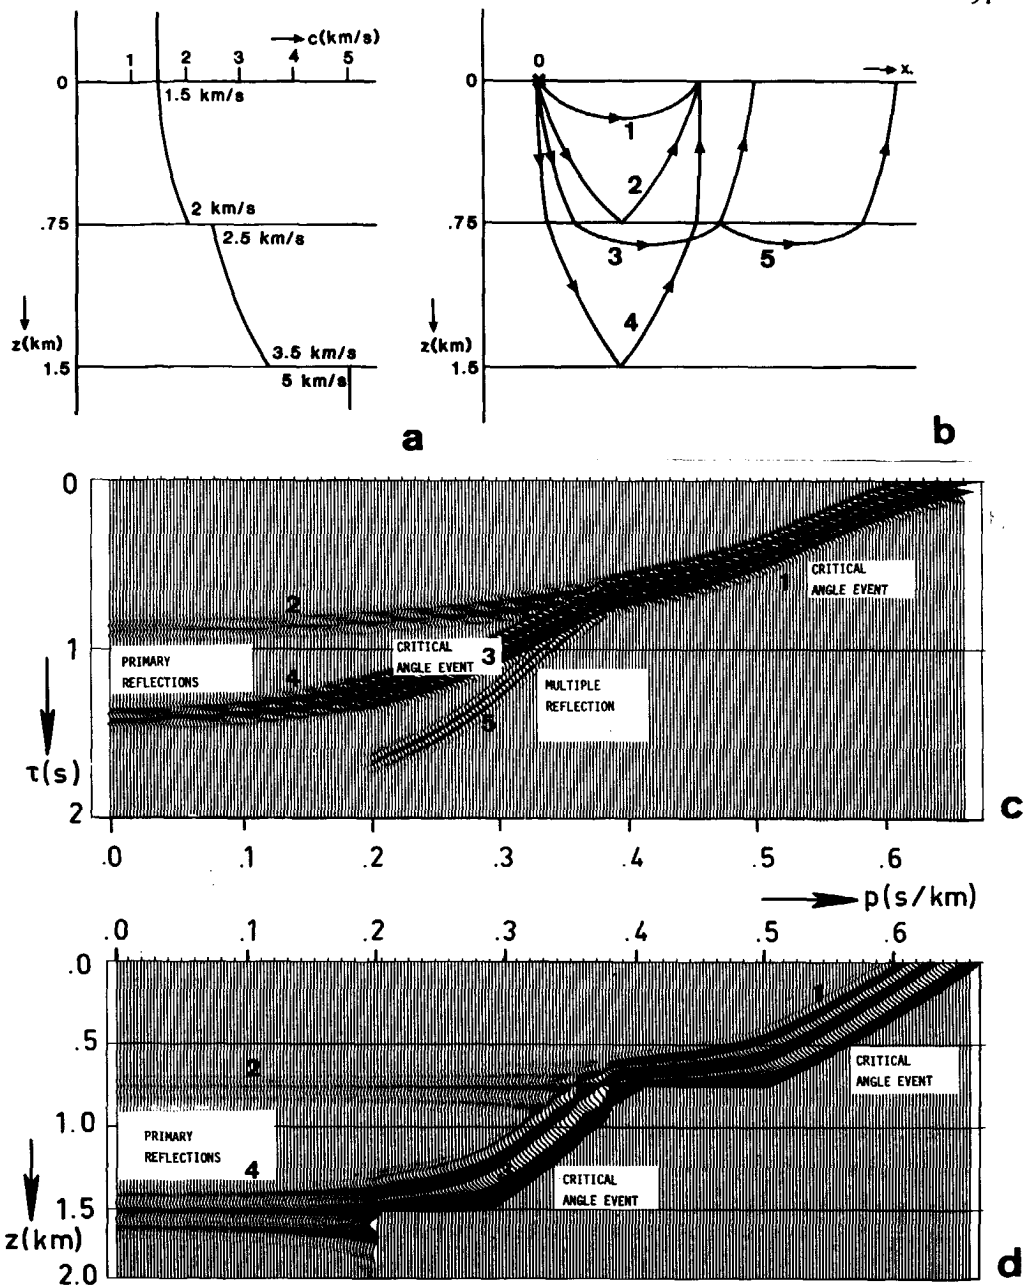 1 2 3 4 5 c(km/s)
0
1.5 km/s
2 km/s
.75
2.5 km/s
z(km)
3.5 km/s
1.5
5 km/s
a
0 x
0
1
2
.75
3 5
z(km)
4
1.5
b
0
CRITICAL
ANGLE EVENT
1
2
1
PRIMARY
REFLECTIONS
CRITICAL
ANGLE EVENT 3
4
MULTIPLE
REFLECTION
5
τ(s)
2
c
.0 .1 .2 .3 .4 .5 .6
p(s/km)
.0 .1 .2 .3 .4 .5 .6
.0
1
.5
2
CRITICAL
ANGLE EVENT
1.0
PRIMARY
REFLECTIONS
4
CRITICAL
ANGLE EVENT
1.5
z(km)
2.0
d